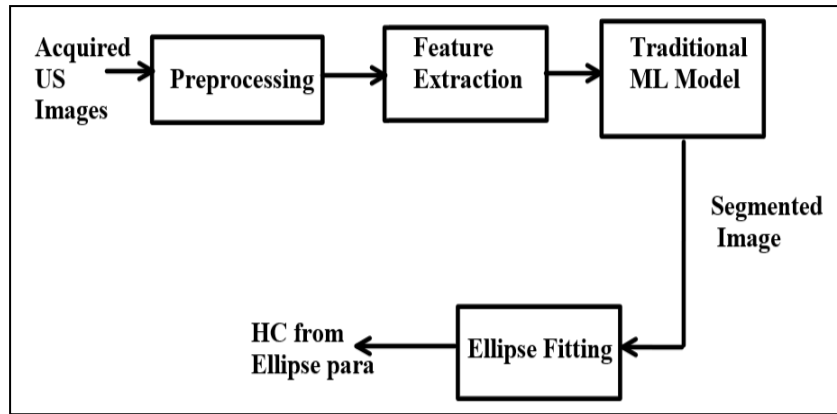 Acquired
US
Images
Preprocessing
Feature
Extraction
Traditional
ML Model
Segmented
Image
Ellipse Fitting
HC from
Ellipse para